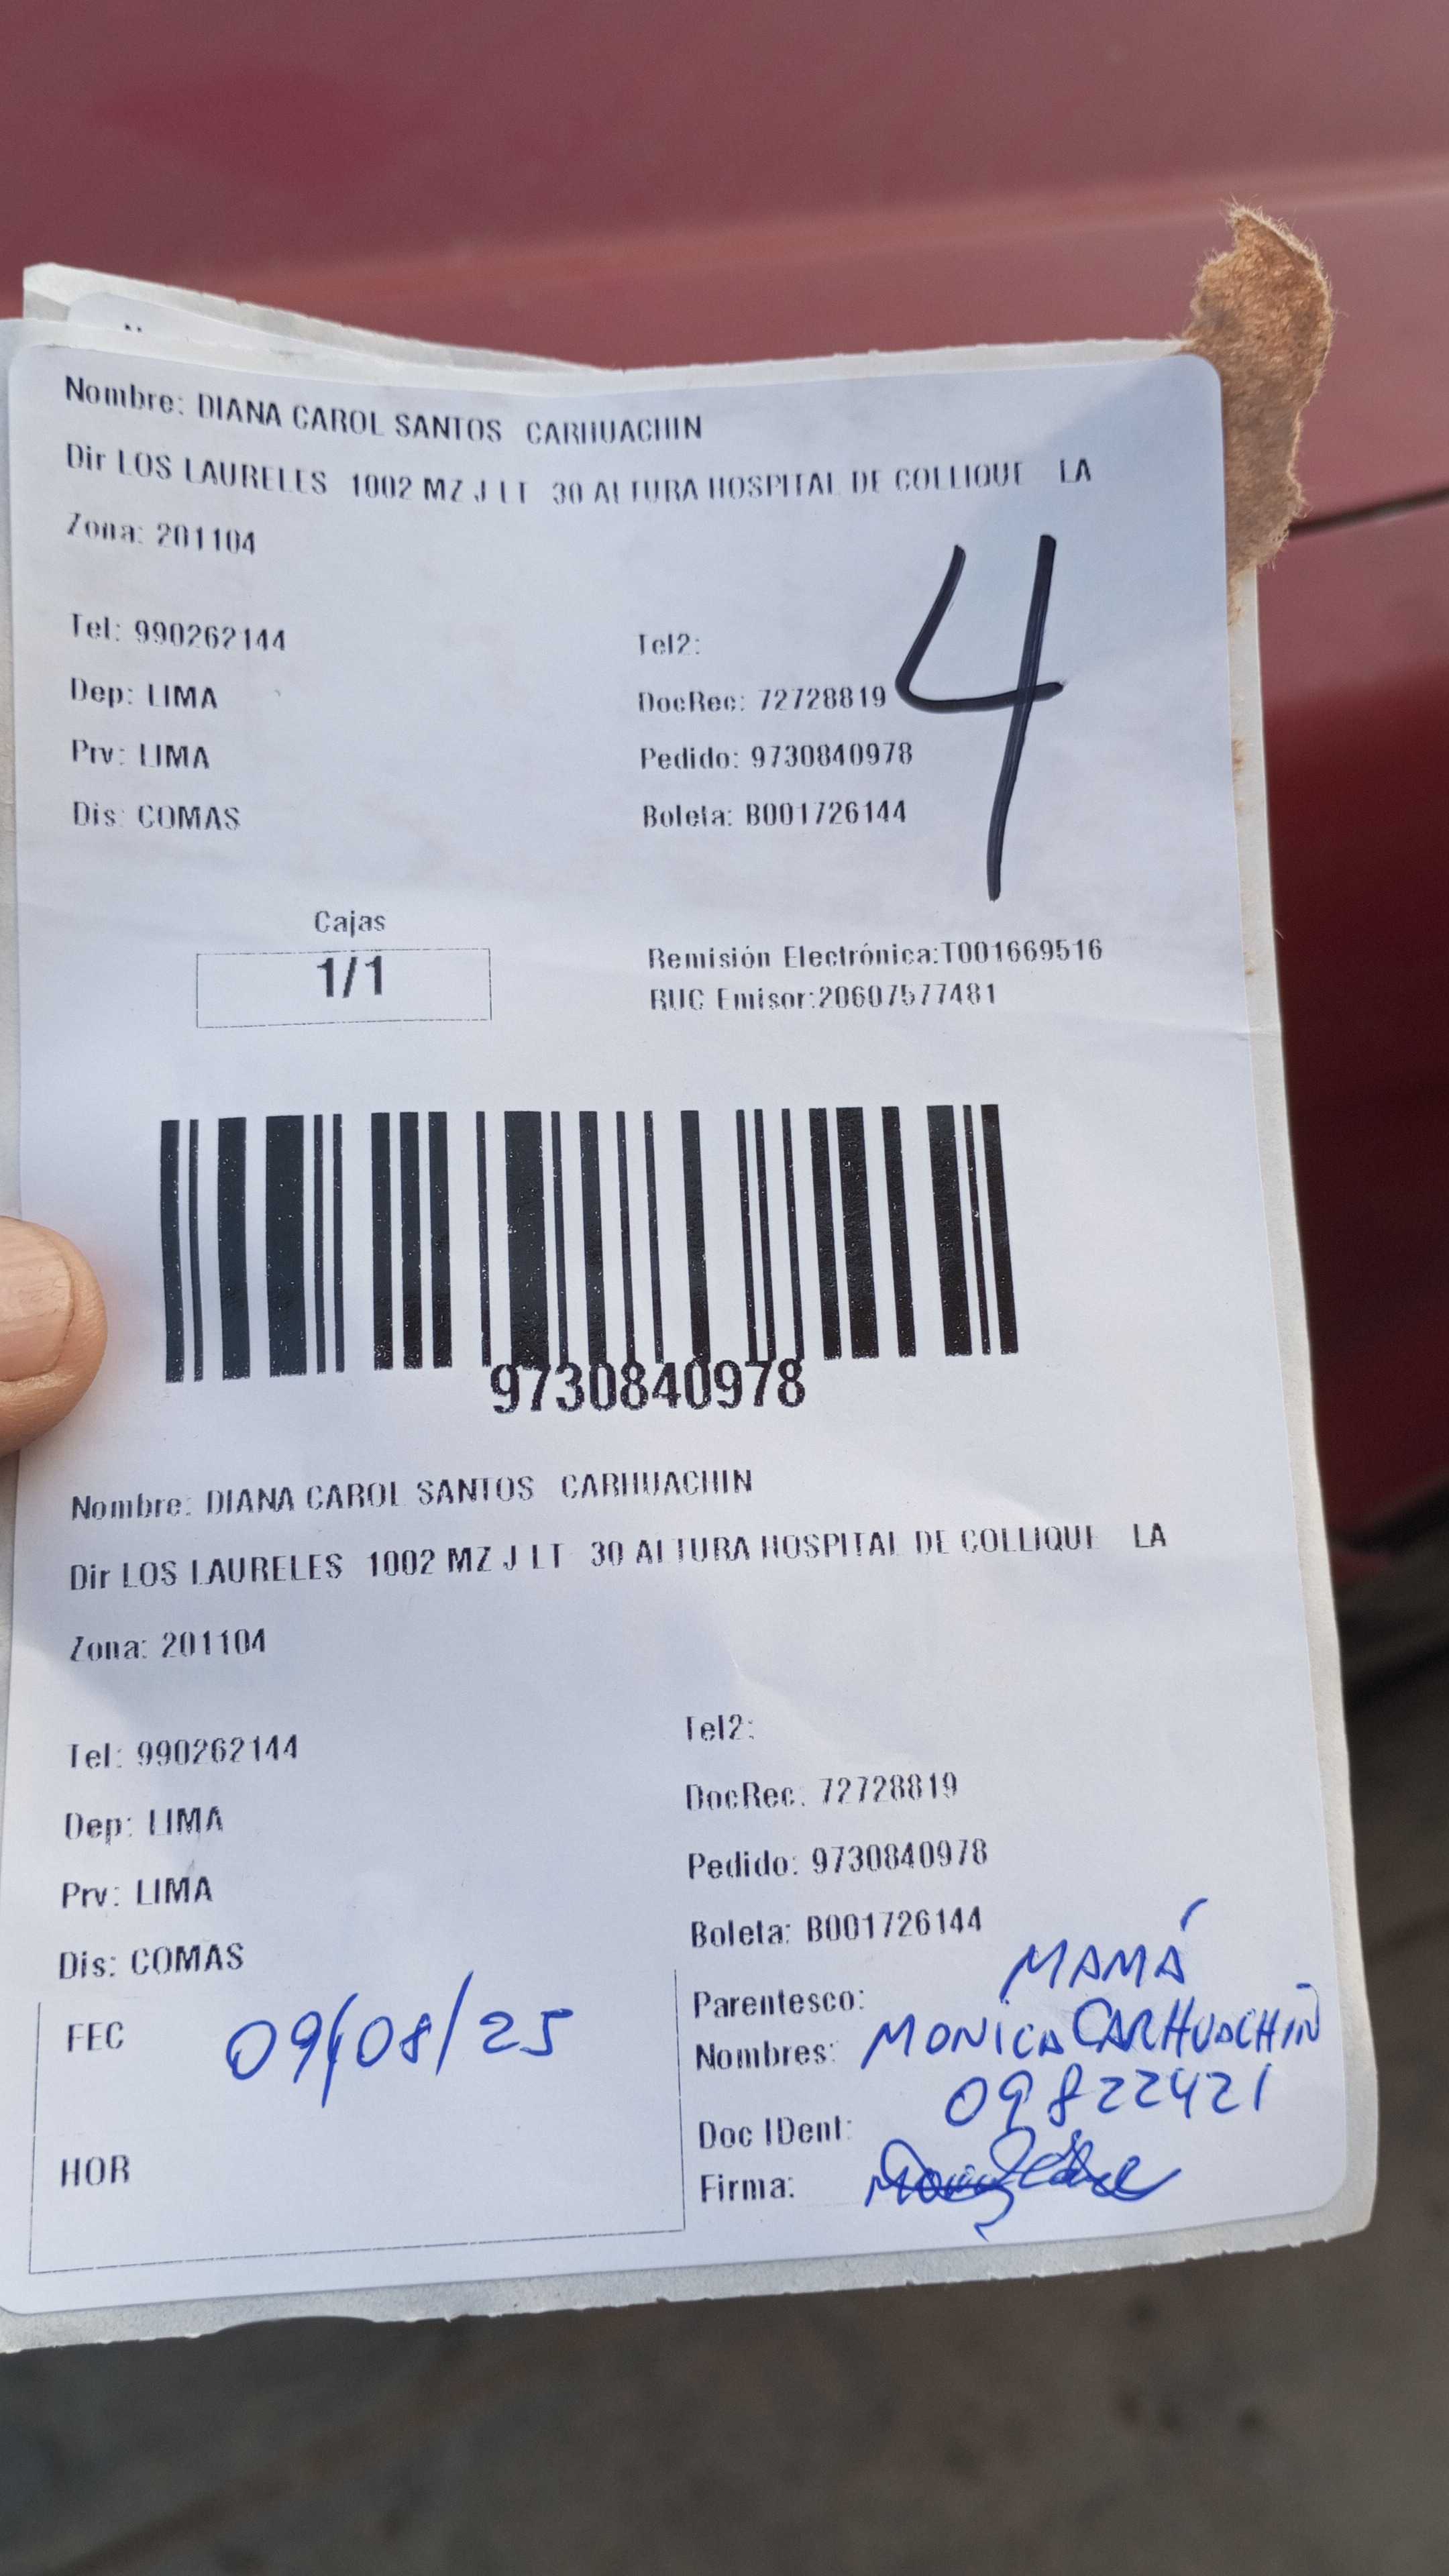 Nombre: DIANA CAROL SANTOS CARHUACHIN
Dir LOS LAURELES 1002 MZ J LT 30 ALTURA HOSPITAL DE COLLIQUE LA
Zona: 201104
Tel: 990262144
Tel2:
Dep: LIMA
DocRec: 72728819
Prv: LIMA
Pedido: 9730840978
Dis: COMAS
Boleta: B001726144
4
Cajas
1/1
Remisión Electrónica:T001669516
RUC Emisor:20607577481
9730840978
Nombre: DIANA CAROL SANTOS CARHUACHIN
Dir LOS LAURELES 1002 MZ J LT 30 ALTURA HOSPITAL DE COLLIQUE LA
Zona: 201104
Tel: 990262144
Tel2:
Dep: LIMA
DocRec: 72728819
Prv: LIMA
Pedido: 9730840978
Dis: COMAS
Boleta: B001726144
FEC 09/08/25
HOR
Parentesco: MAMÁ
Nombres: MONICA CARHUACHIN
Doc IDent: 09822421
Firma: